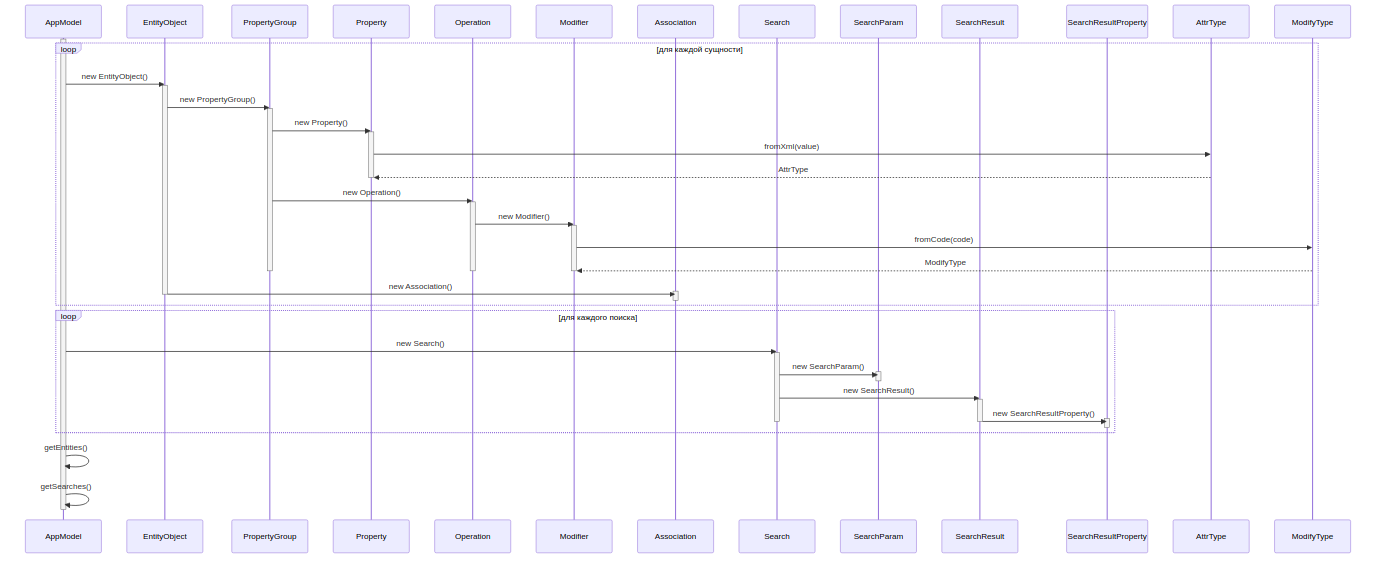 AppModel
EntityObject
PropertyGroup
Property
Operation
Modifier
Association
Search
SearchParam
SearchResult
SearchResultProperty
AttrType
ModifyType
loop
[для каждой сущности]
new EntityObject()
new PropertyGroup()
new Property()
fromXml(value)
AttrType
new Operation()
new Modifier()
fromCode(code)
ModifyType
new Association()
loop
[для каждого поиска]
new Search()
new SearchParam()
new SearchResult()
new SearchResultProperty()
getEntities()
getSearches()
AppModel
EntityObject
PropertyGroup
Property
Operation
Modifier
Association
Search
SearchParam
SearchResult
SearchResultProperty
AttrType
ModifyType